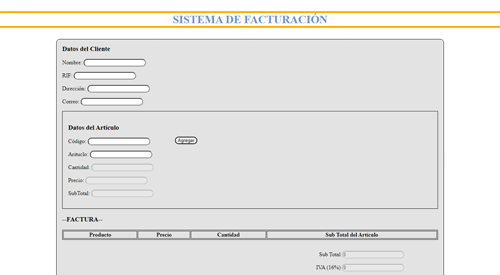 SISTEMA DE FACTURACIÓN
Datos del Cliente
Nombre:
RIF:
Dirección:
Correo:
Datos del Artículo
Código:
Agregar
Arituclo:
Cantidad:
Precio:
SubTotal:
--FACTURA--
Producto Precio Cantidad Sub Total del Artículo
Sub Total
IVA (16%)